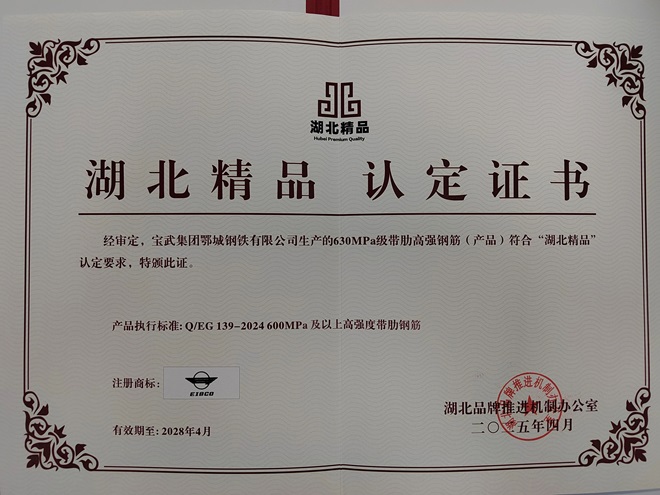 湖北精品
Hubei Premium Quality
湖北精品 认定证书
经审定，宝武集团鄂城钢铁有限公司生产的630MPa级带肋高强钢筋（产品）符合“湖北精品”
认定要求，特颁此证。
产品执行标准: Q/EG 139-2024 600MPa 及以上高强度带肋钢筋
注册商标:
有效期至: 2028年4月
湖北品牌推进机制办公室
二〇二五年四月